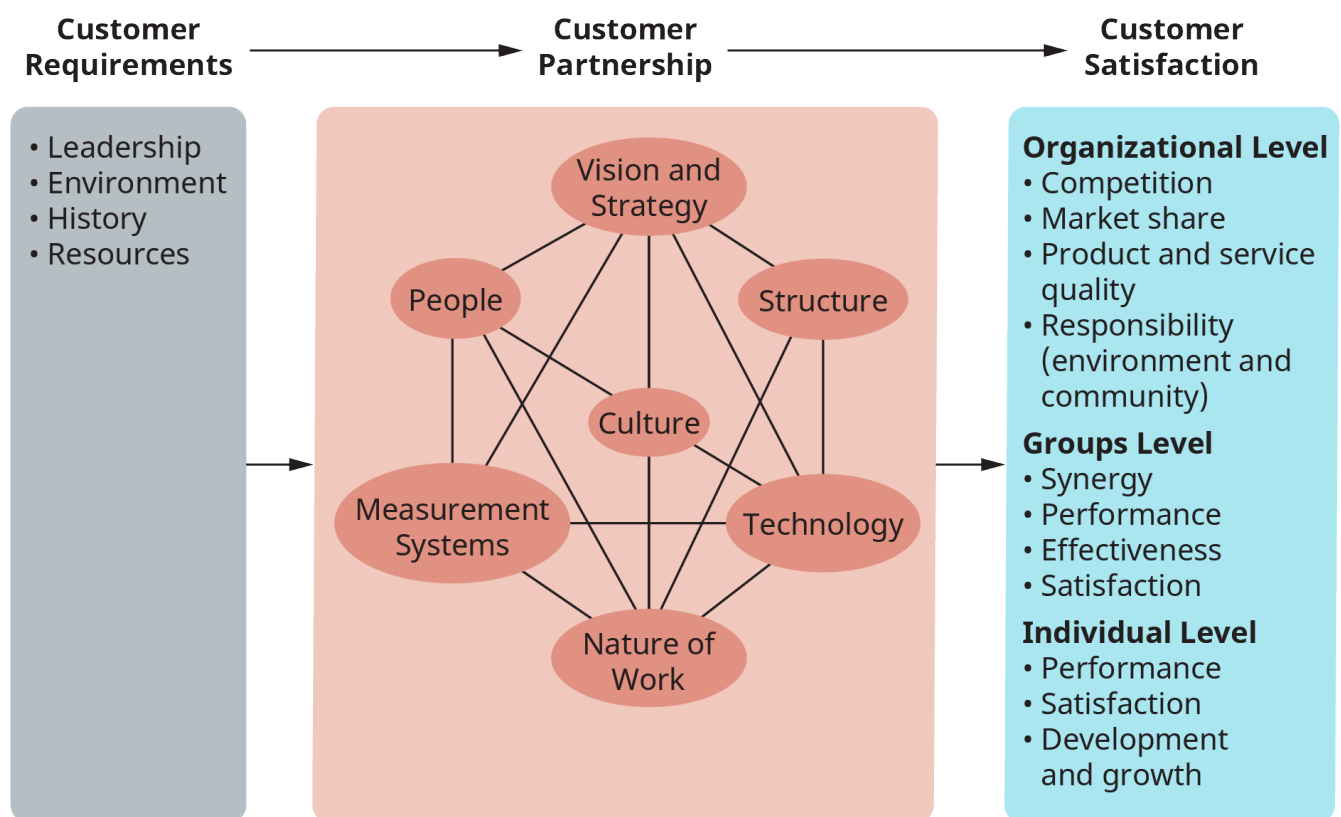 Customer
Requirements
Customer
Partnership
Customer
Satisfaction
• Leadership
• Environment
• History
• Resources
Vision and
Strategy
People
Structure
Culture
Measurement
Systems
Technology
Nature of
Work
Organizational Level
• Competition
• Market share
• Product and service
quality
• Responsibility
(environment and
community)
Groups Level
• Synergy
• Performance
• Effectiveness
• Satisfaction
Individual Level
• Performance
• Satisfaction
• Development
and growth